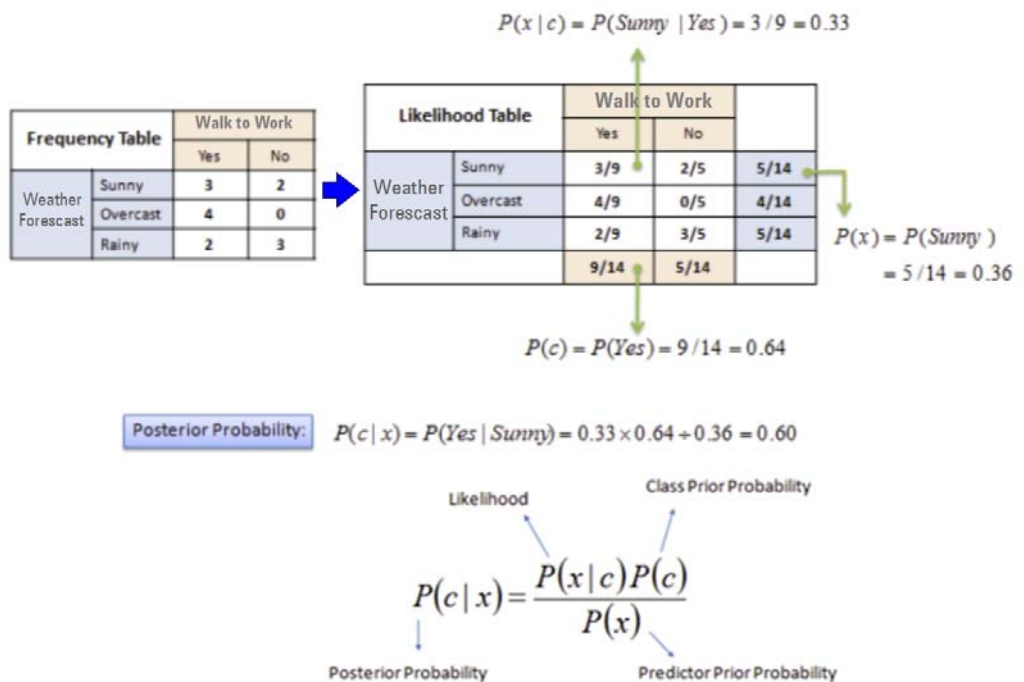 P(x | c) = P(Sunny | Yes) = 3 / 9 = 0.33
Frequency Table
Walk to Work
Yes No
Weather Forescast
Sunny 3 2
Overcast 4 0
Rainy 2 3
Likelihood Table
Walk to Work
Yes No
Weather Forescast
Sunny 3/9 2/5 5/14
Overcast 4/9 0/5 4/14
Rainy 2/9 3/5 5/14
9/14 5/14
P(x) = P(Sunny )
= 5 / 14 = 0.36
P(c) = P(Yes) = 9 / 14 = 0.64
Posterior Probability: P(c | x) = P(Yes | Sunny) = 0.33 × 0.64 ÷ 0.36 = 0.60
Likelihood
Class Prior Probability
P(c | x) = P(x | c) P(c)
P(x)
Posterior Probability
Predictor Prior Probability